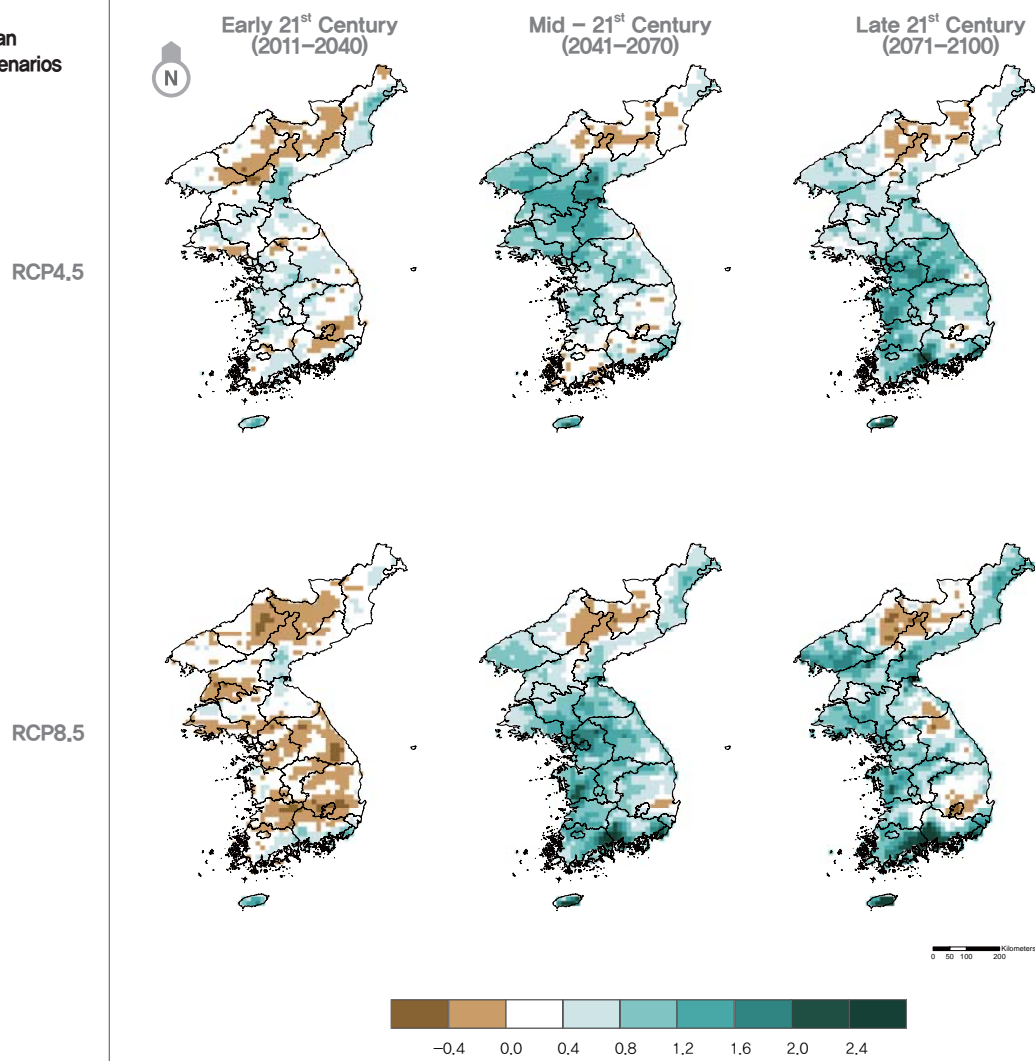 an
enarios
Early 21st Century
(2011–2040)
Mid – 21st Century
(2041–2070)
Late 21st Century
(2071–2100)
N
RCP4.5
RCP8.5
Kilometers
0 50 100 200
−0.4 0.0 0.4 0.8 1.2 1.6 2.0 2.4